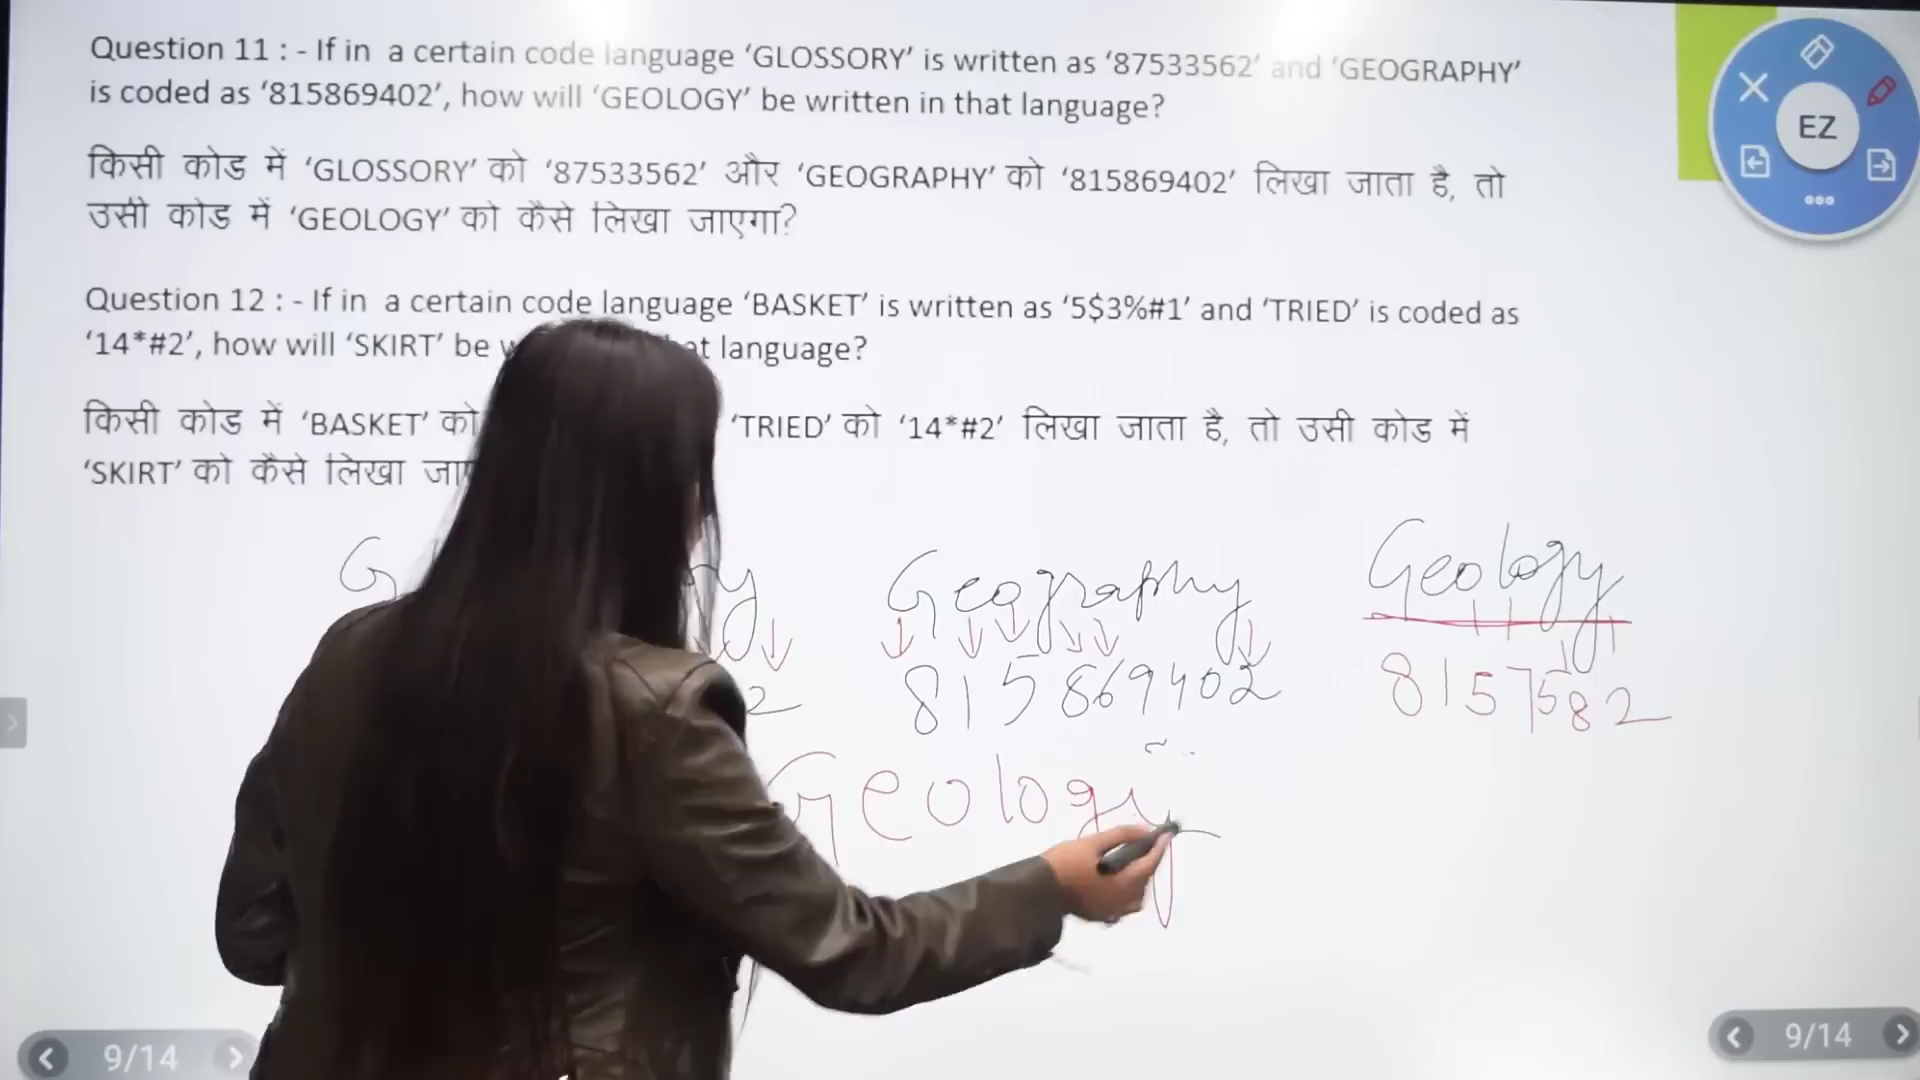 Question 11 : - If in a certain code language ‘GLOSSORY’ is written as ‘87533562’ and ‘GEOGRAPHY’
is coded as ‘815869402’, how will ‘GEOLOGY’ be written in that language?
किसी कोड में ‘GLOSSORY’ को ‘87533562’ और ‘GEOGRAPHY’ को ‘815869402’ लिखा जाता है, तो
उसी कोड में ‘GEOLOGY’ को कैसे लिखा जाएगा?
Question 12 : - If in a certain code language ‘BASKET’ is written as ‘5$3%#1’ and ‘TRIED’ is coded as
‘14*#2’, how will ‘SKIRT’ be language?
किसी कोड में ‘BASKET’ को ‘TRIED’ को ‘14*#2’ लिखा जाता है, तो उसी कोड में
‘SKIRT’ को कैसे लिखा
Geography Geology
2 815869402 8157582
Geology
EZ
9/14 9/14